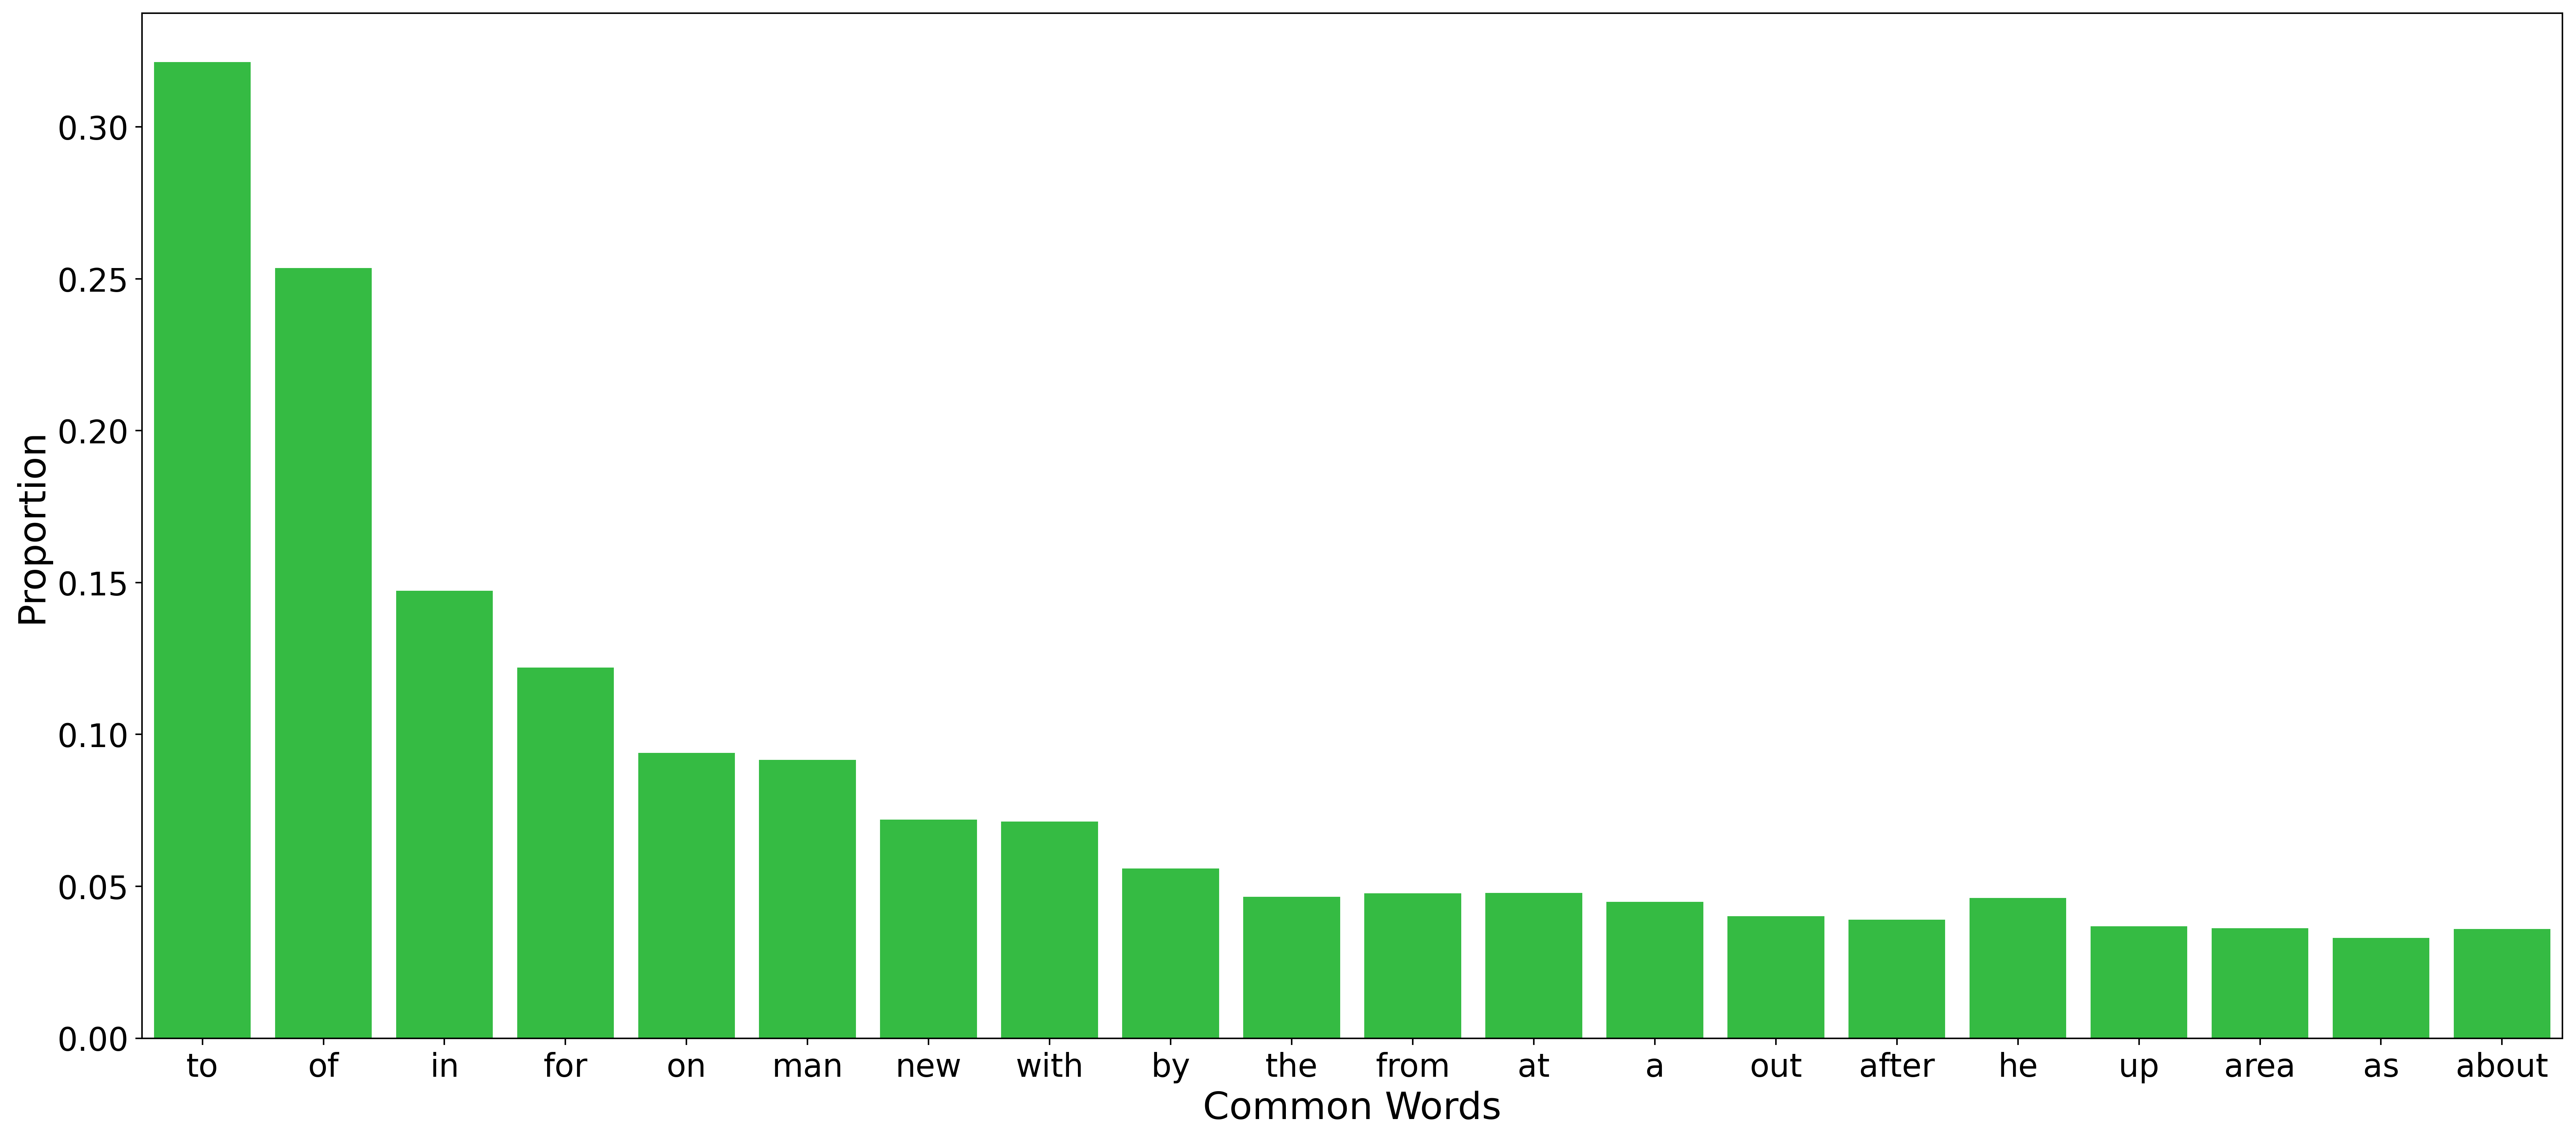 Proportion
0.30
0.25
0.20
0.15
0.10
0.05
0.00
to of in for on man new with by the from at a out after he up area as about
Common Words